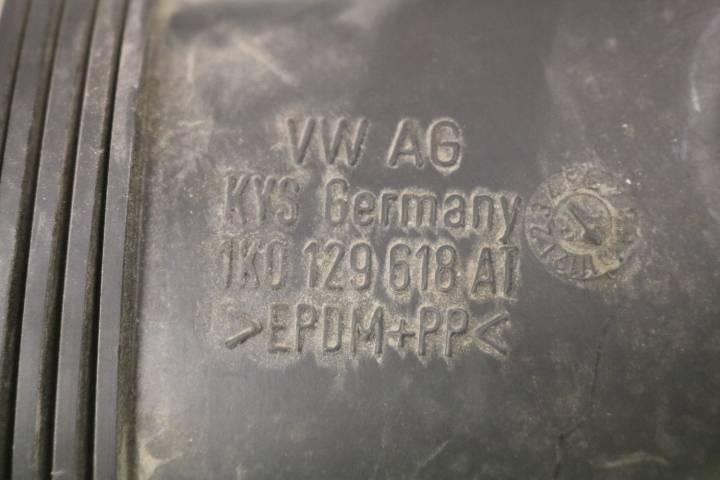 VW AG
KYS Germany
1K0 129 618 AT
>EPDM+PP<